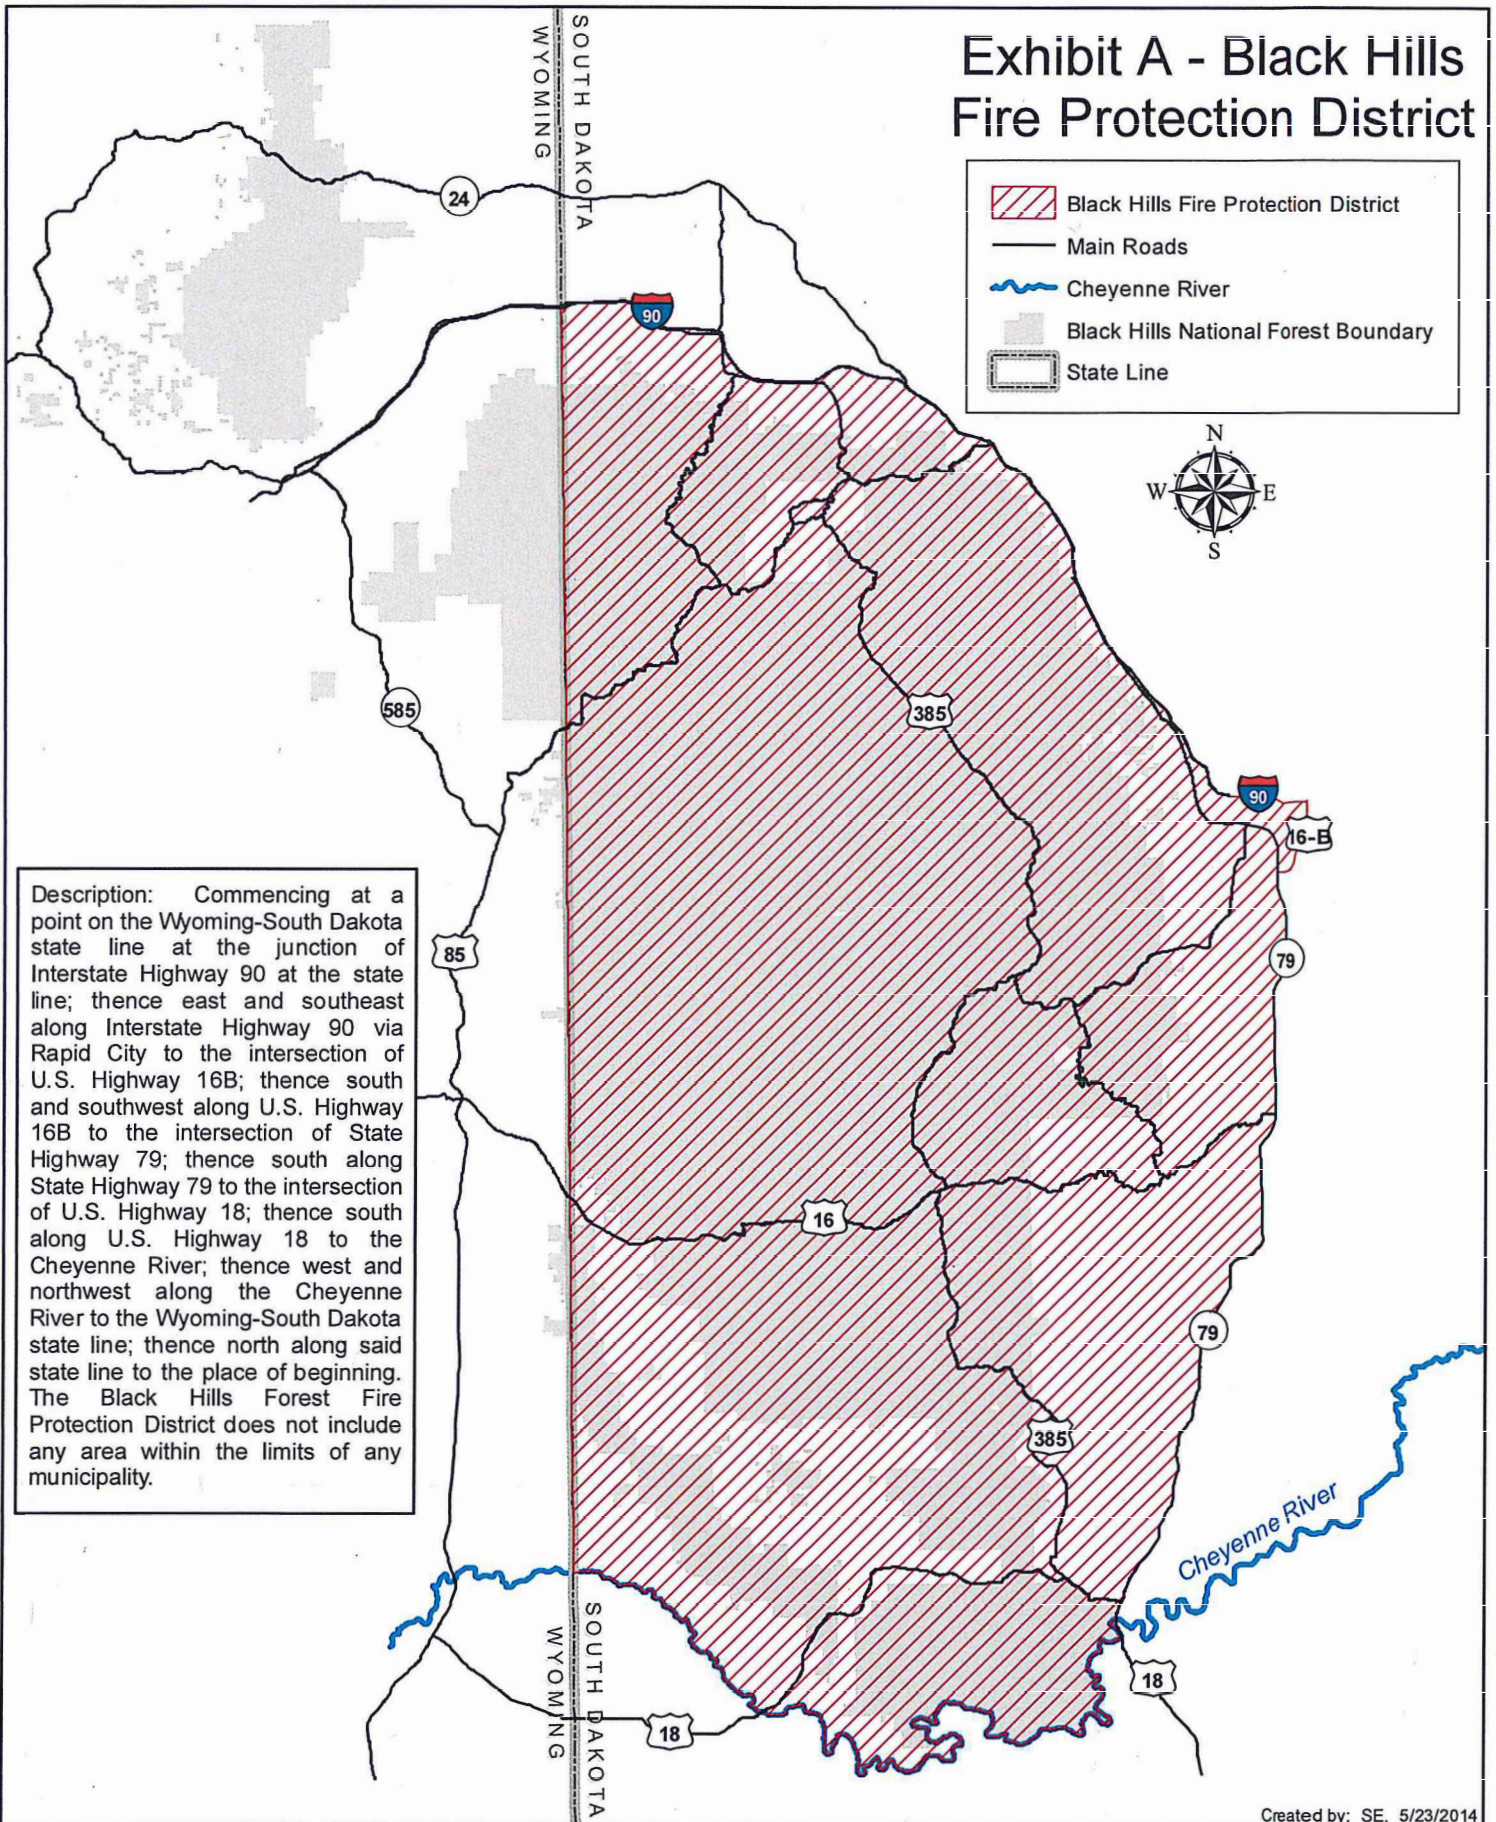 Exhibit A - Black Hills
Fire Protection District
SOUTH DAKOTA
WYOMING
Black Hills Fire Protection District
Main Roads
Cheyenne River
Black Hills National Forest Boundary
State Line
N
W
E
S
24
90
585
385
90
16-B
85
79
16
79
385
Cheyenne River
18
18
Description: Commencing at a
point on the Wyoming-South Dakota
state line at the junction of
Interstate Highway 90 at the state
line; thence east and southeast
along Interstate Highway 90 via
Rapid City to the intersection of
U.S. Highway 16B; thence south
and southwest along U.S. Highway
16B to the intersection of State
Highway 79; thence south along
State Highway 79 to the intersection
of U.S. Highway 18; thence south
along U.S. Highway 18 to the
Cheyenne River; thence west and
northwest along the Cheyenne
River to the Wyoming-South Dakota
state line; thence north along said
state line to the place of beginning.
The Black Hills Forest Fire
Protection District does not include
any area within the limits of any
municipality.
SOUTH DAKOTA
WYOMING
Created by: SE, 5/23/2014